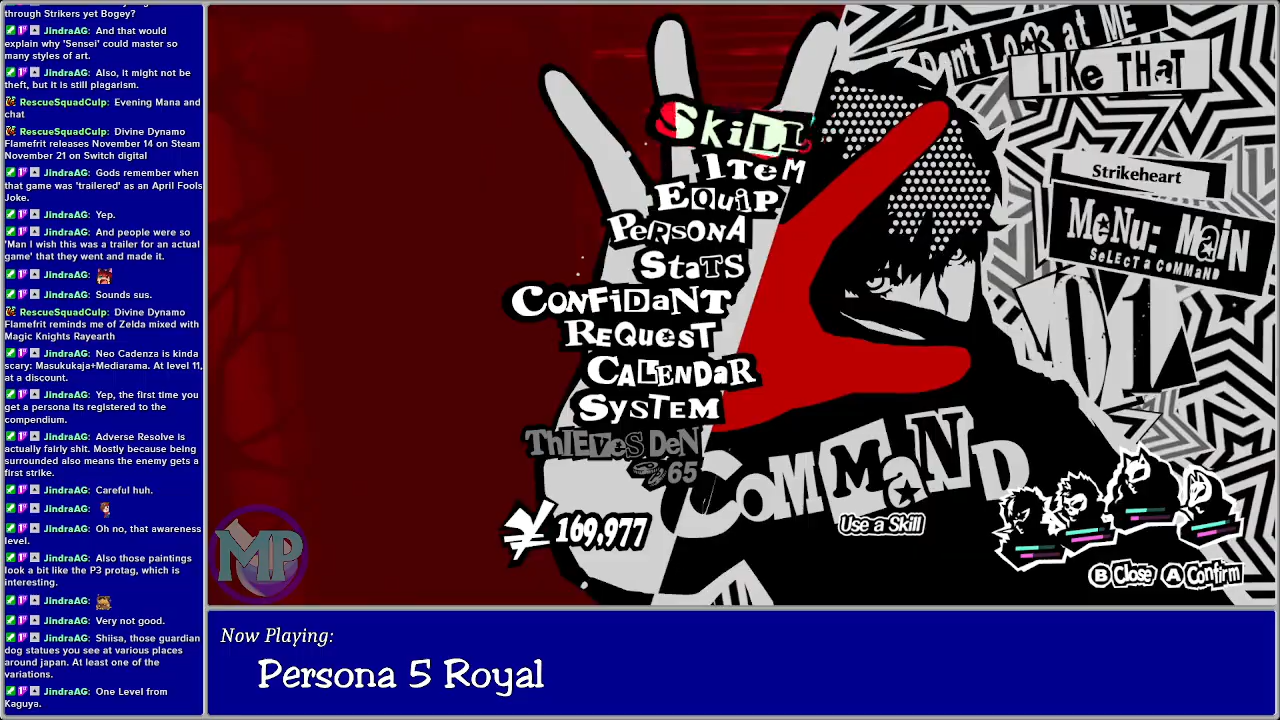 through Strikers yet Bogey?
JindraAG: And that would
explain why 'Sensei' could master so
many styles of art.
JindraAG: Also, it might not be
theft, but it is still plagarism.
RescueSquadCulp: Evening Mana and
chat
RescueSquadCulp: Divine Dynamo
Flamefrit releases November 14 on Steam
November 21 on Switch digital
JindraAG: Gods remember when
that game was 'trailered' as an April Fools
Joke.
JindraAG: Yep.
JindraAG: And people were so
'Man I wish this was a trailer for an actual
game' that they went and made it.
JindraAG:
JindraAG: Sounds sus.
RescueSquadCulp: Divine Dynamo
Flamefrit reminds me of Zelda mixed with
Magic Knights Rayearth
JindraAG: Neo Cadenza is kinda
scary: Masukukaja+Mediarama. At level 11,
at a discount.
JindraAG: Yep, the first time you
get a persona its registered to the
compendium.
JindraAG: Adverse Resolve is
actually fairly shit. Mostly because being
surrounded also means the enemy gets a
first strike.
JindraAG: Careful huh.
JindraAG:
JindraAG: Oh no, that awareness
level.
JindraAG: Also those paintings
look a bit like the P3 protag, which is
interesting.
JindraAG:
JindraAG: Very not good.
JindraAG: Shiisa, those guardian
dog statues you see at various places
around japan. At least one of the
variations.
JindraAG: One Level from
Kaguya.
SKiLL
ITeM
EQuiP
PeRSONA
StaTS
CONFiDaNT
ReQuesT
CALeNDaR
SysTEM
ThIEVeS DeN
65
¥ 169,977
Don't Look at ME
LiKe THaT
Strikeheart
MeNu: MaiN
SeLECT a CoMMaND
01
CoMMaND
Use a Skill
B Close A Confirm
MP
Now Playing:
Persona 5 Royal